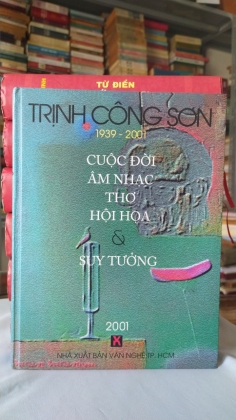 TỪ ĐIỂN
TRỊNH CÔNG SƠN
1939 - 2001
CUỘC ĐỜI
ÂM NHẠC
THƠ
HỘI HỌA
&
SUY TƯỞNG
2001
NHÀ XUẤT BẢN VĂN NGHỆ TP. HCM